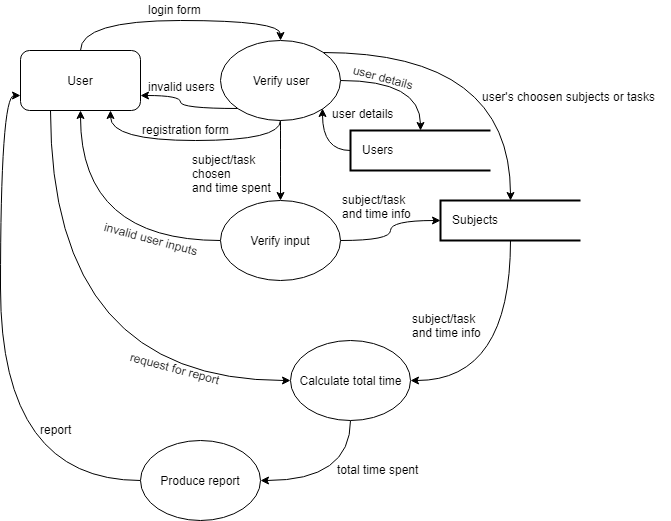 login form
User
Verify user
invalid users
user details
user's choosen subjects or tasks
user details
registration form
Users
subject/task
chosen
and time spent
subject/task
and time info
Subjects
invalid user inputs
Verify input
subject/task
and time info
request for report
Calculate total time
report
total time spent
Produce report